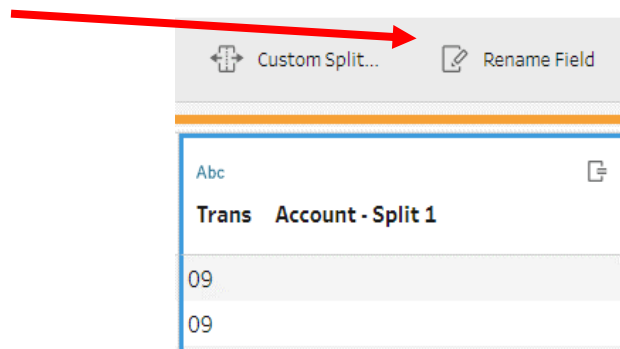 Custom Split... Rename Field
Abc
Trans Account - Split 1
09
09